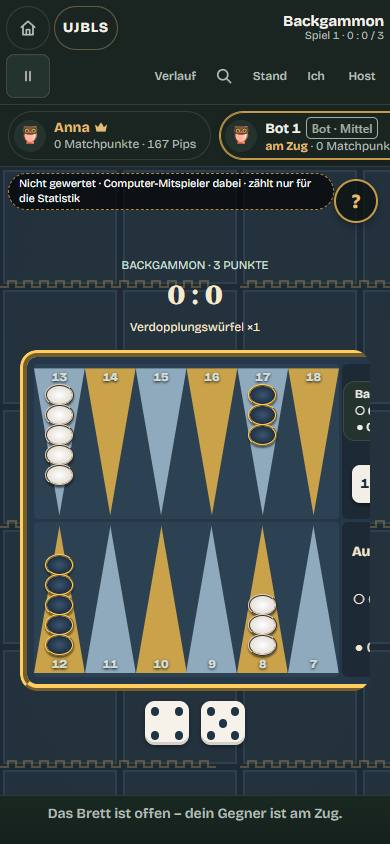 UJBLS
Backgammon
Spiel 1 · 0 : 0 / 3
Verlauf
Stand
Ich
Host
Anna
0 Matchpunkte · 167 Pips
Bot 1
Bot · Mittel
am Zug · 0 Matchpunk
Nicht gewertet · Computer-Mitspieler dabei · zählt nur für
die Statistik
?
BACKGAMMON · 3 PUNKTE
0 : 0
Verdopplungswürfel ×1
13 14 15 16 17 18
Ba
1
Au
12 11 10 9 8 7
Das Brett ist offen – dein Gegner ist am Zug.